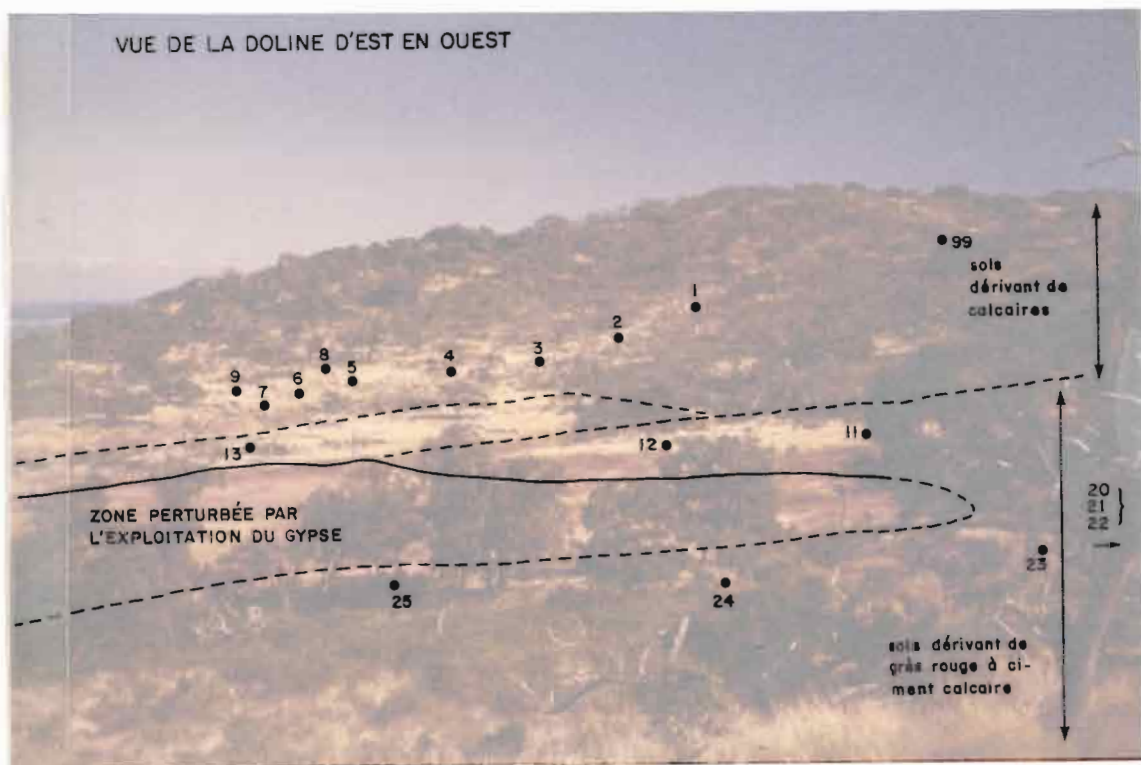 VUE DE LA DOLINE D'EST EN OUEST
99
sols
dérivant de
calcaires
1
2
3
4
5
8
6
7
9
13
12
11
ZONE PERTURBÉE PAR
L'EXPLOITATION DU GYPSE
20
21
22
23
25
24
sols dérivant de
grès rouge à ci-
ment calcaire